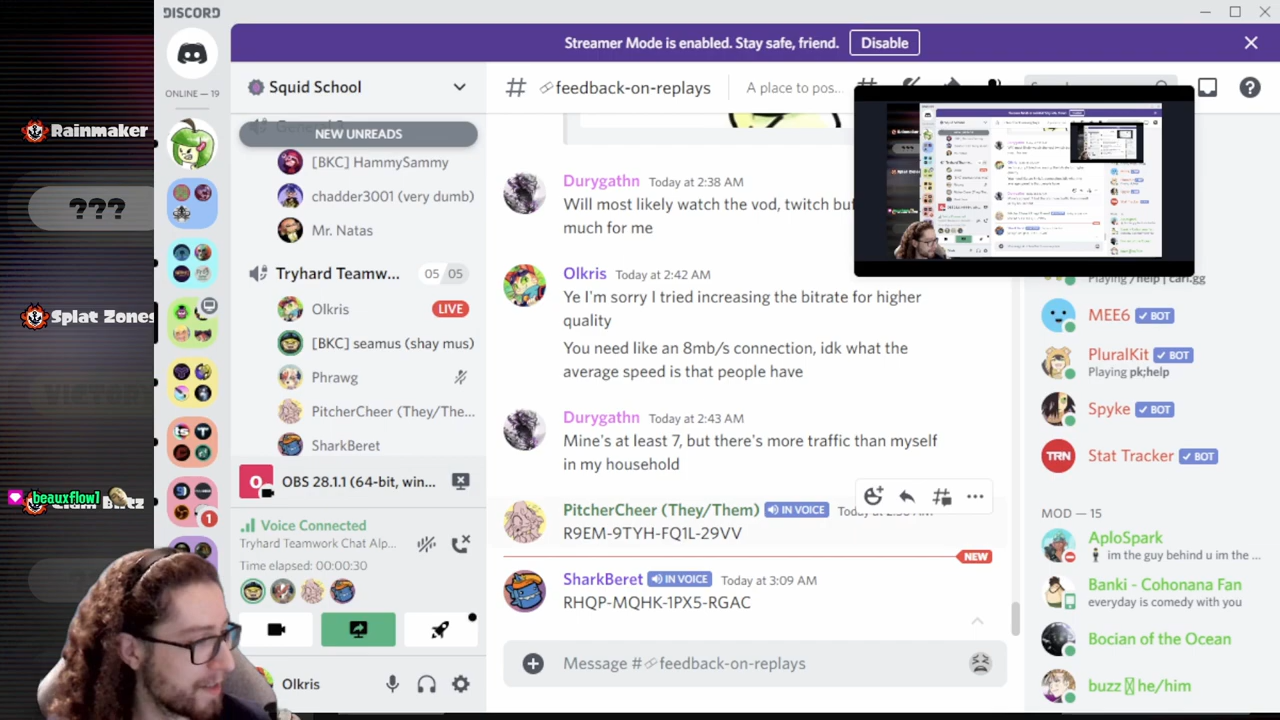 DISCORD
Streamer Mode is enabled. Stay safe, friend.
Disable
ONLINE — 19
Squid School
NEW UNREADS
[BKC] HammySammy
(very dumb)
Mr. Natas
Tryhard Teamw...
05 05
Olkris
LIVE
[BKC] seamus (shay mus)
Phrawg
PitcherCheer (They/The...
SharkBeret
OBS 28.1.1 (64-bit, win...
Voice Connected
Tryhard Teamwork Chat Alp...
Time elapsed: 00:00:30
Olkris
Rainmaker
???
Splat Zones
VICTORY
beauxflowl
Blitz
1
# feedback-on-replays
A place to pos...
Durygathn Today at 2:38 AM
Will most likely watch the vod, twitch but
much for me
Olkris Today at 2:42 AM
Ye I'm sorry I tried increasing the bitrate for higher
quality
You need like an 8mb/s connection, idk what the
average speed is that people have
Durygathn Today at 2:43 AM
Mine's at least 7, but there's more traffic than myself
in my household
PitcherCheer (They/Them) IN VOICE
R9EM-9TYH-FQ1L-29VV
NEW
SharkBeret IN VOICE Today at 3:09 AM
RHQP-MQHK-1PX5-RGAC
Message # feedback-on-replays
Playing /help | carl.gg
MEE6 ✓ BOT
PluralKit ✓ BOT
Playing pk;help
Spyke ✓ BOT
TRN
Stat Tracker ✓ BOT
MOD — 15
AploSpark
im the guy behind u im the ...
Banki - Cohonana Fan
everyday is comedy with you
Bocian of the Ocean
buzz he/him